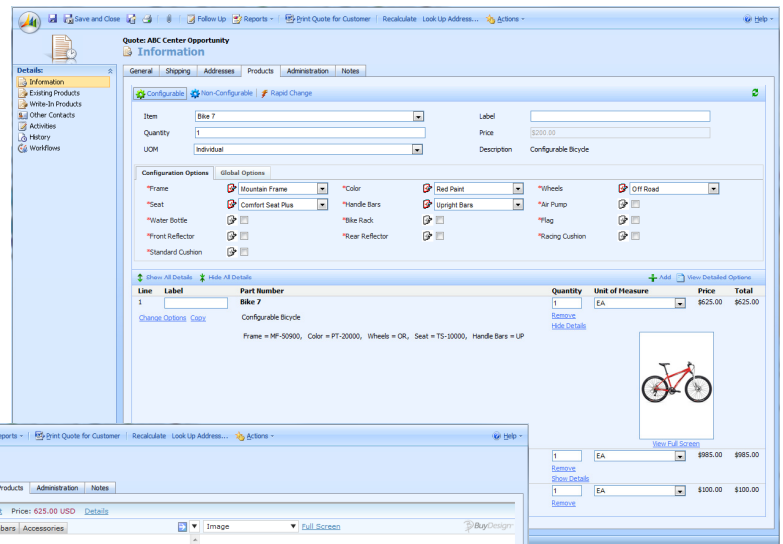 Save and Close Follow Up Reports Print Quote for Customer Recalculate Look Up Address... Actions Help
Quote: ABC Center Opportunity
Information
Details:
Information
Existing Products
Write-In Products
Other Contacts
Activities
History
Workflows
General Shipping Addresses Products Administration Notes
Configurable Non-Configurable Rapid Change
Item Bike 7 Label
Quantity 1 Price $200.00
UOM Individual Description Configurable Bicycle
Configuration Options Global Options
*Frame Mountain Frame *Color Red Paint *Wheels Off Road
*Seat Comfort Seat Plus *Handle Bars Upright Bars *Air Pump
*Water Bottle *Bike Rack *Flag
*Front Reflector *Rear Reflector *Racing Cushion
*Standard Cushion
Show All Details Hide All Details Add View Detailed Options
Line Label Part Number Quantity Unit of Measure Price Total
1 Bike 7 1 EA $625.00 $625.00
Change Options Copy Configurable Bicycle Remove
Hide Details
Frame = MF-50900, Color = PT-20000, Wheels = OR, Seat = TS-10000, Handle Bars = UP
View Full Screen
1 EA $985.00 $985.00
Remove
Show Details
1 EA $100.00 $100.00
Remove
eports Print Quote for Customer Recalculate Look Up Address... Actions Help
Products Administration Notes
Price: 625.00 USD Details
bars Accessories Image Full Screen BuyDesign